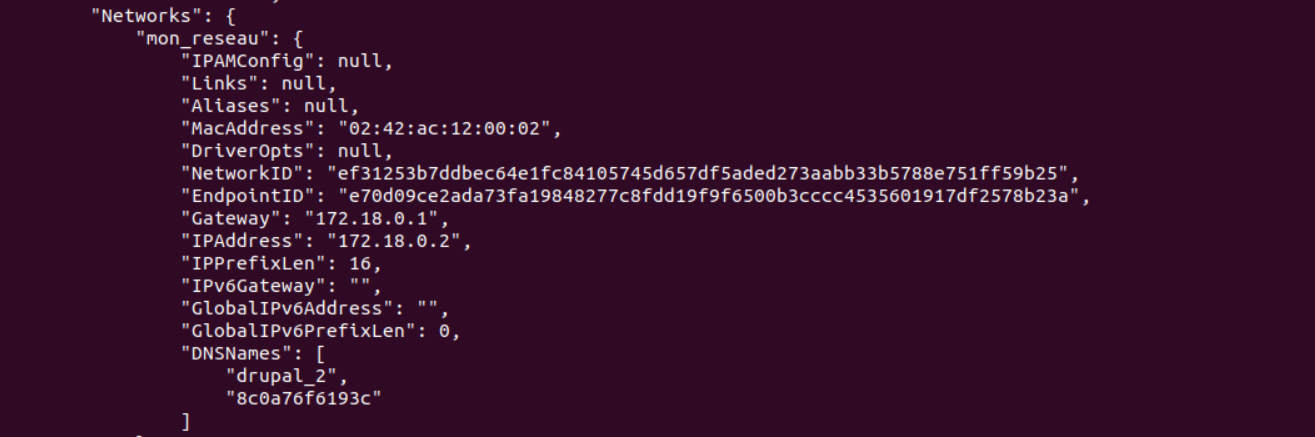 "Networks": {
"mon_reseau": {
"IPAMConfig": null,
"Links": null,
"Aliases": null,
"MacAddress": "02:42:ac:12:00:02",
"DriverOpts": null,
"NetworkID": "ef31253b7ddbec64e1fc84105745d657df5aded273aabb33b5788e751ff59b25",
"EndpointID": "e70d09ce2ada73fa19848277c8fdd19f9f6500b3cccc4535601917df2578b23a",
"Gateway": "172.18.0.1",
"IPAddress": "172.18.0.2",
"IPPrefixLen": 16,
"IPv6Gateway": "",
"GlobalIPv6Address": "",
"GlobalIPv6PrefixLen": 0,
"DNSNames": [
"drupal_2",
"8c0a76f6193c"
]